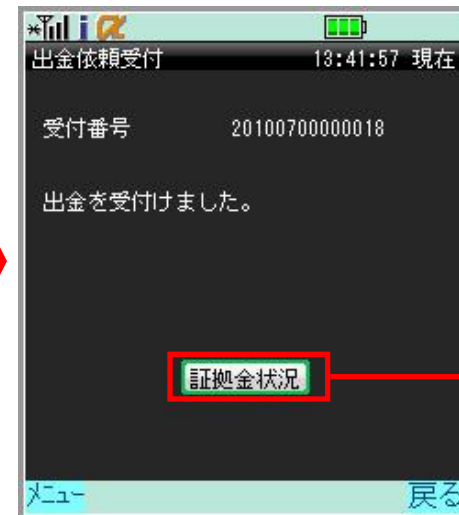 i α
出金依頼受付 13:41:57 現在
受付番号 20100700000018
出金を受付けました。
証拠金状況
メニュー 戻る